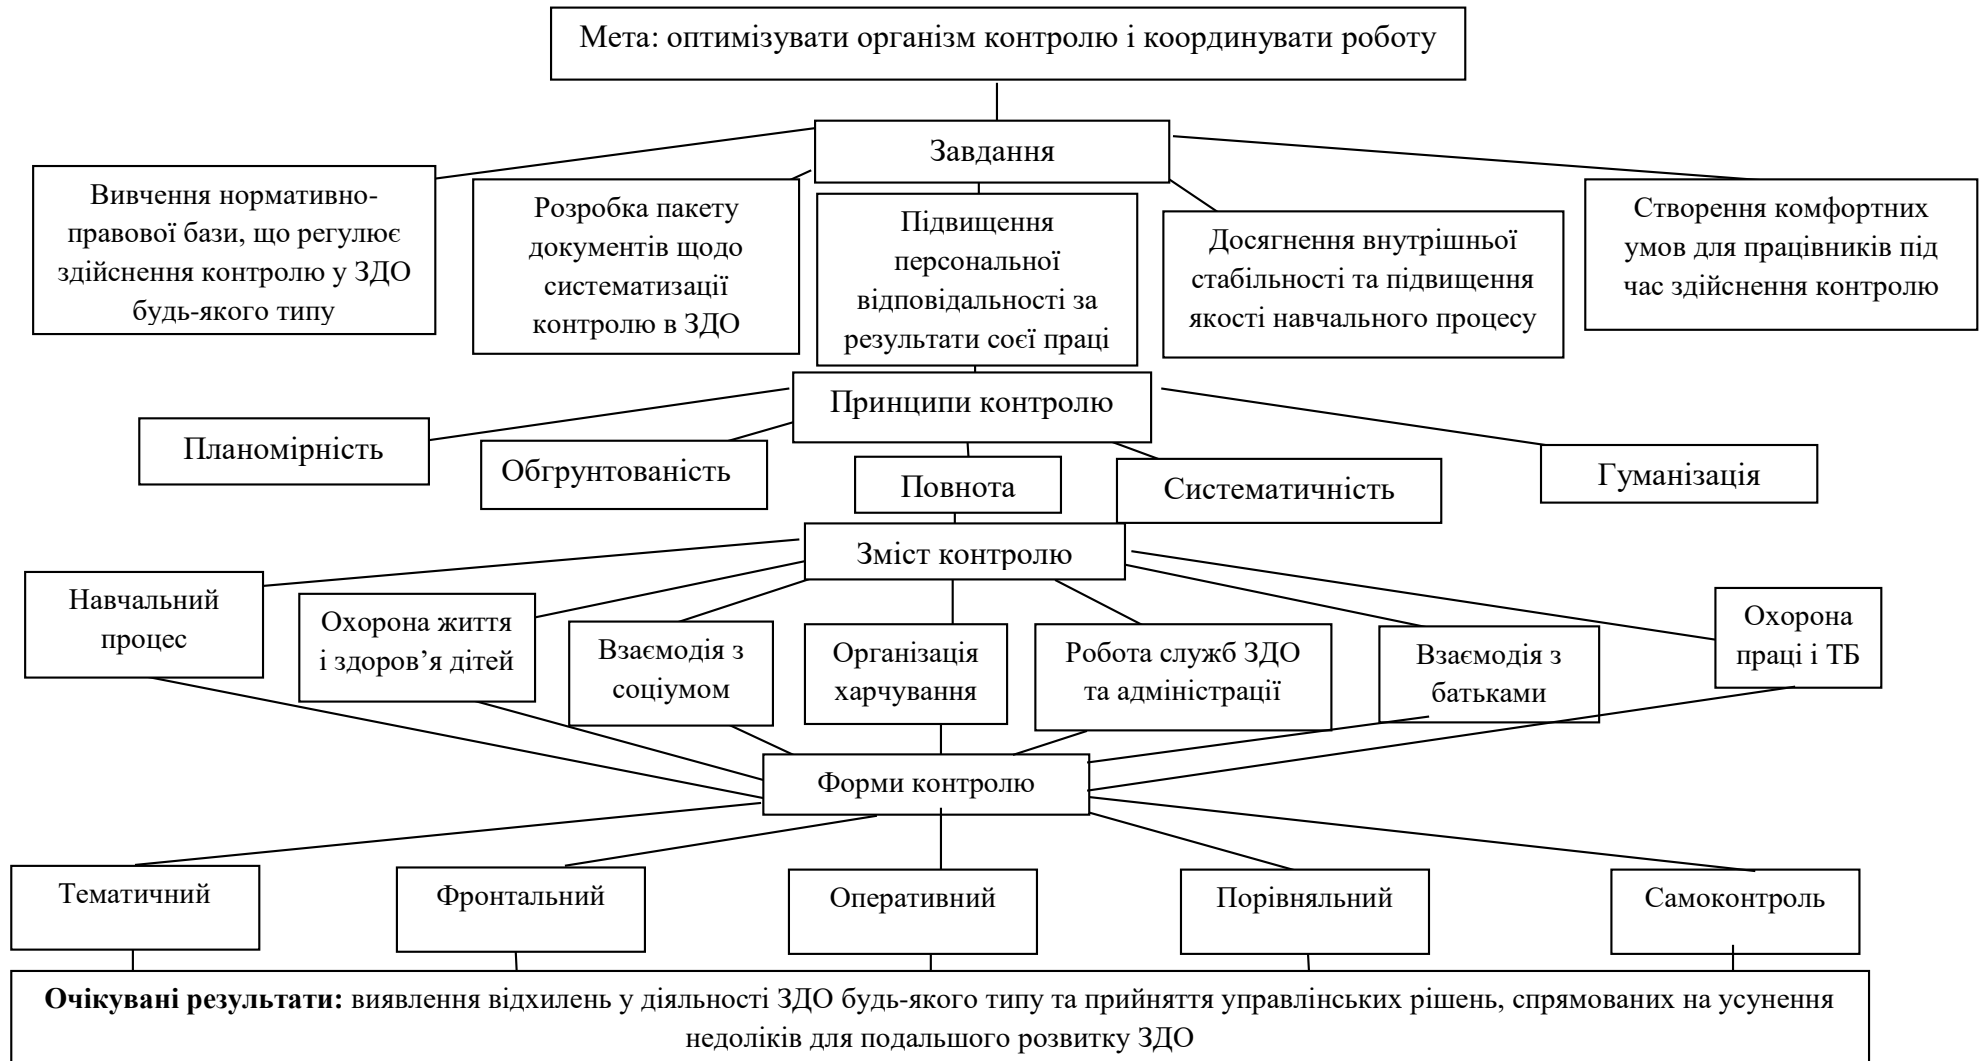 Мета: оптимізувати організм контролю і координувати роботу
Завдання
Вивчення нормативно-
правової бази, що регулює
здійснення контролю у ЗДО
будь-якого типу
Розробка пакету
документів щодо
систематизації
контролю в ЗДО
Підвищення
персональної
відповідальності за
результати соєї праці
Досягнення внутрішньої
стабільності та підвищення
якості навчального процесу
Створення комфортних
умов для працівників під
час здійснення контролю
Принципи контролю
Планомірність
Обгрунтованість
Повнота
Систематичність
Гуманізація
Зміст контролю
Навчальний
процес
Охорона життя
і здоров’я дітей
Взаємодія з
соціумом
Організація
харчування
Робота служб ЗДО
та адміністрації
Взаємодія з
батьками
Охорона
праці і ТБ
Форми контролю
Тематичний
Фронтальний
Оперативний
Порівняльний
Самоконтроль
Очікувані результати: виявлення відхилень у діяльності ЗДО будь-якого типу та прийняття управлінських рішень, спрямованих на усунення
недоліків для подальшого розвитку ЗДО